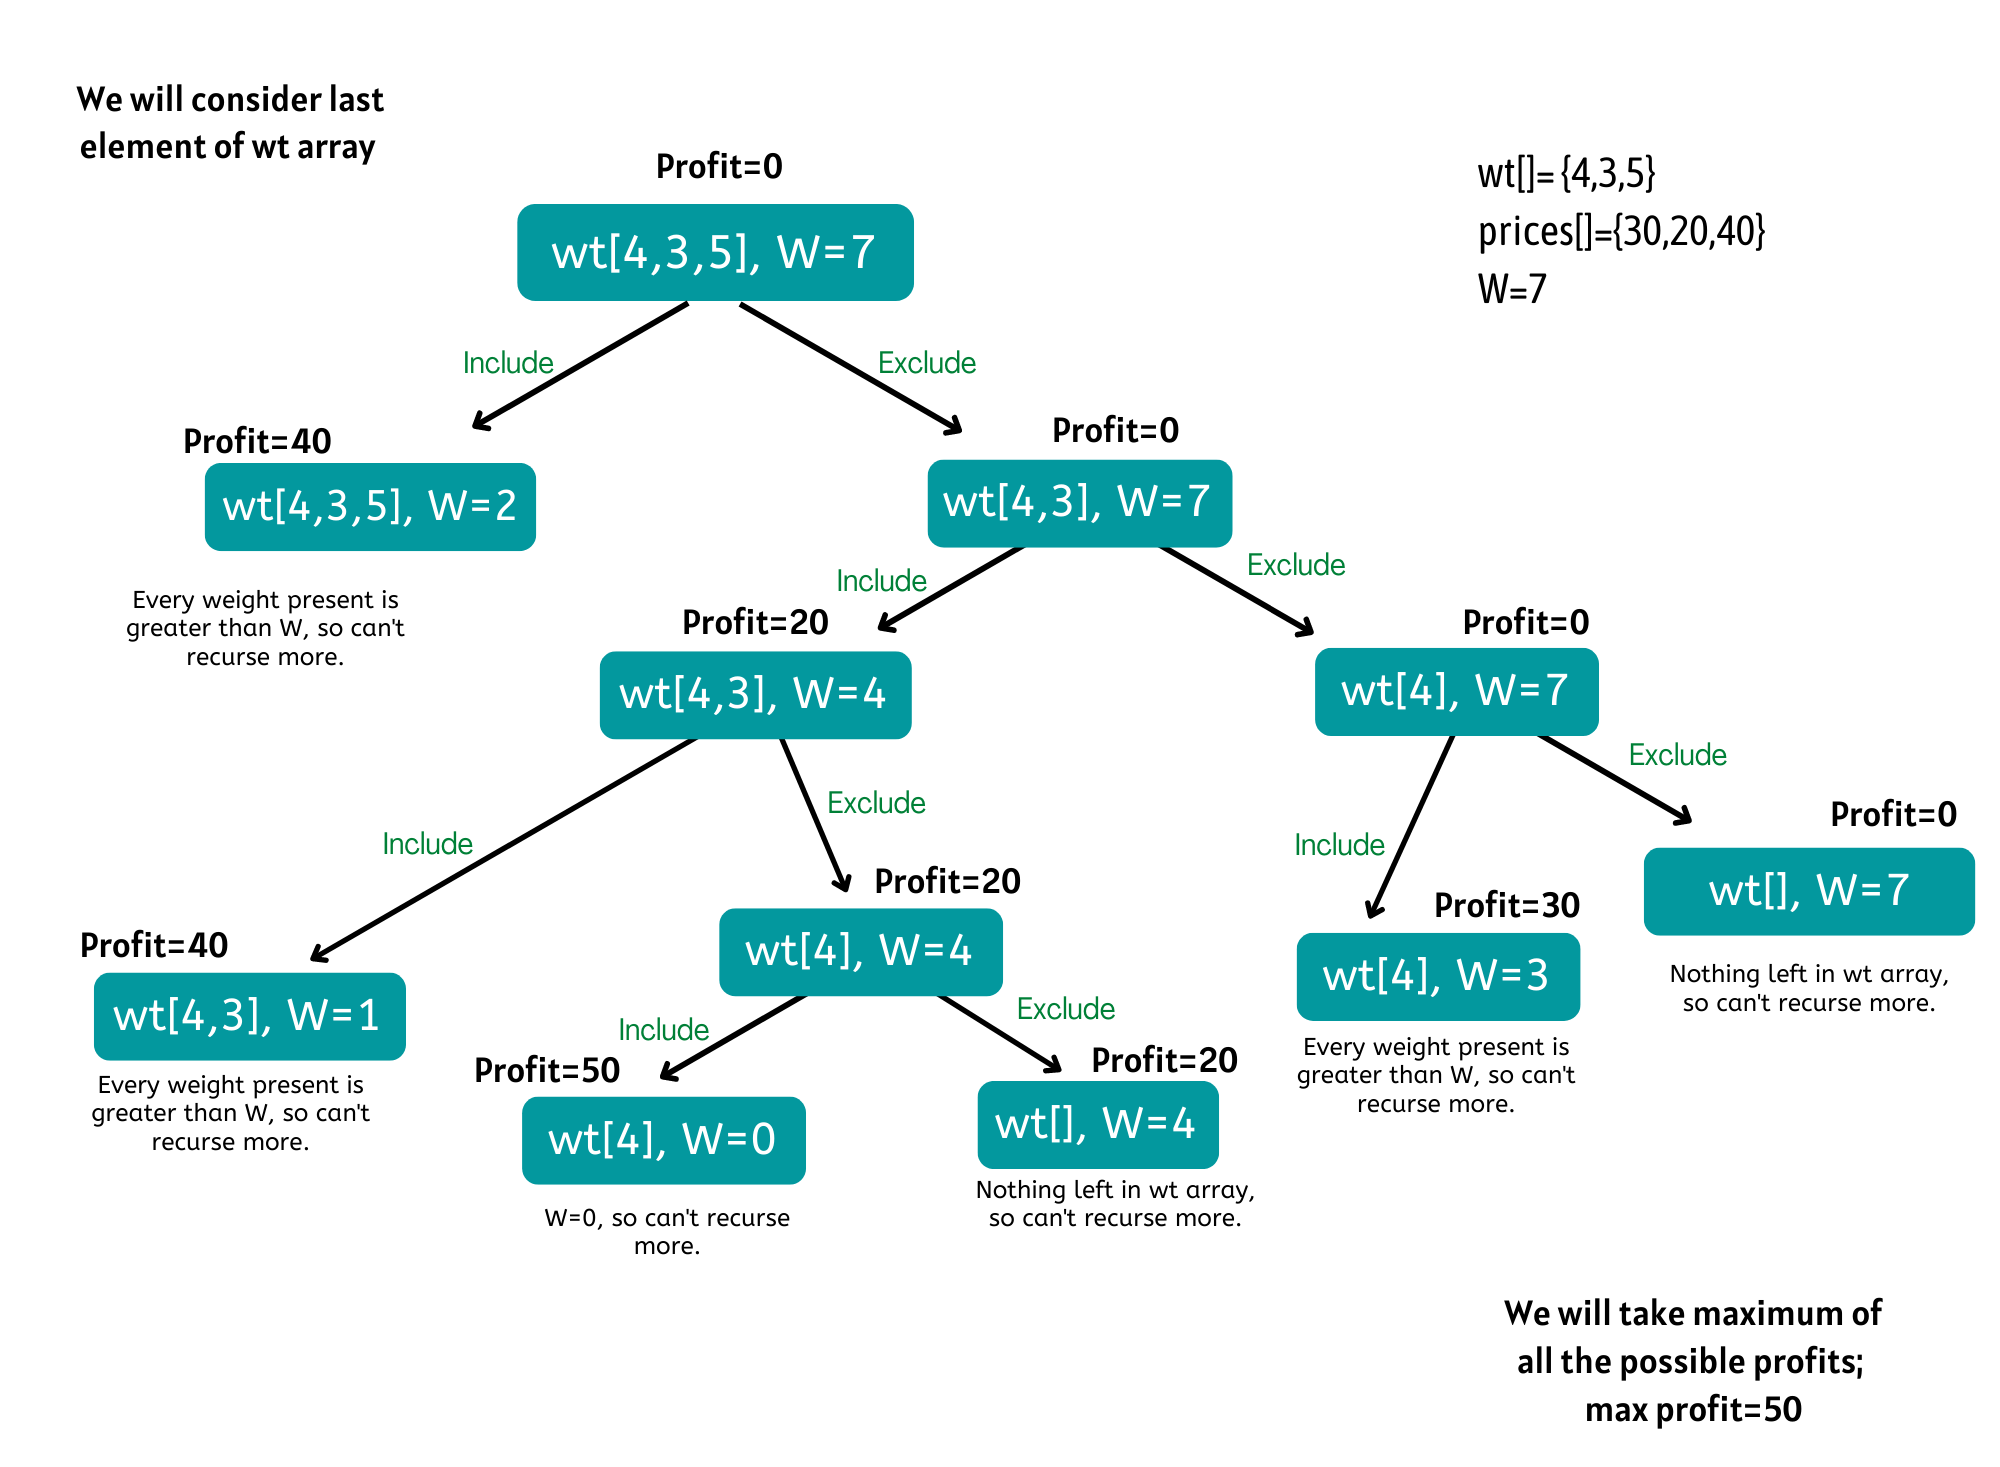 We will consider last
element of wt array
Profit=0
wt[4,3,5], W=7
wt[]= {4,3,5}
prices[]={30,20,40}
W=7
Include
Exclude
Profit=40
wt[4,3,5], W=2
Every weight present is
greater than W, so can't
recurse more.
Profit=0
wt[4,3], W=7
Include
Exclude
Profit=20
wt[4,3], W=4
Profit=0
wt[4], W=7
Include
Exclude
Include
Exclude
Profit=40
wt[4,3], W=1
Every weight present is
greater than W, so can't
recurse more.
Profit=20
wt[4], W=4
Profit=30
wt[4], W=3
Every weight present is
greater than W, so can't
recurse more.
Profit=0
wt[], W=7
Nothing left in wt array,
so can't recurse more.
Include
Exclude
Profit=50
wt[4], W=0
W=0, so can't recurse
more.
Profit=20
wt[], W=4
Nothing left in wt array,
so can't recurse more.
We will take maximum of
all the possible profits;
max profit=50